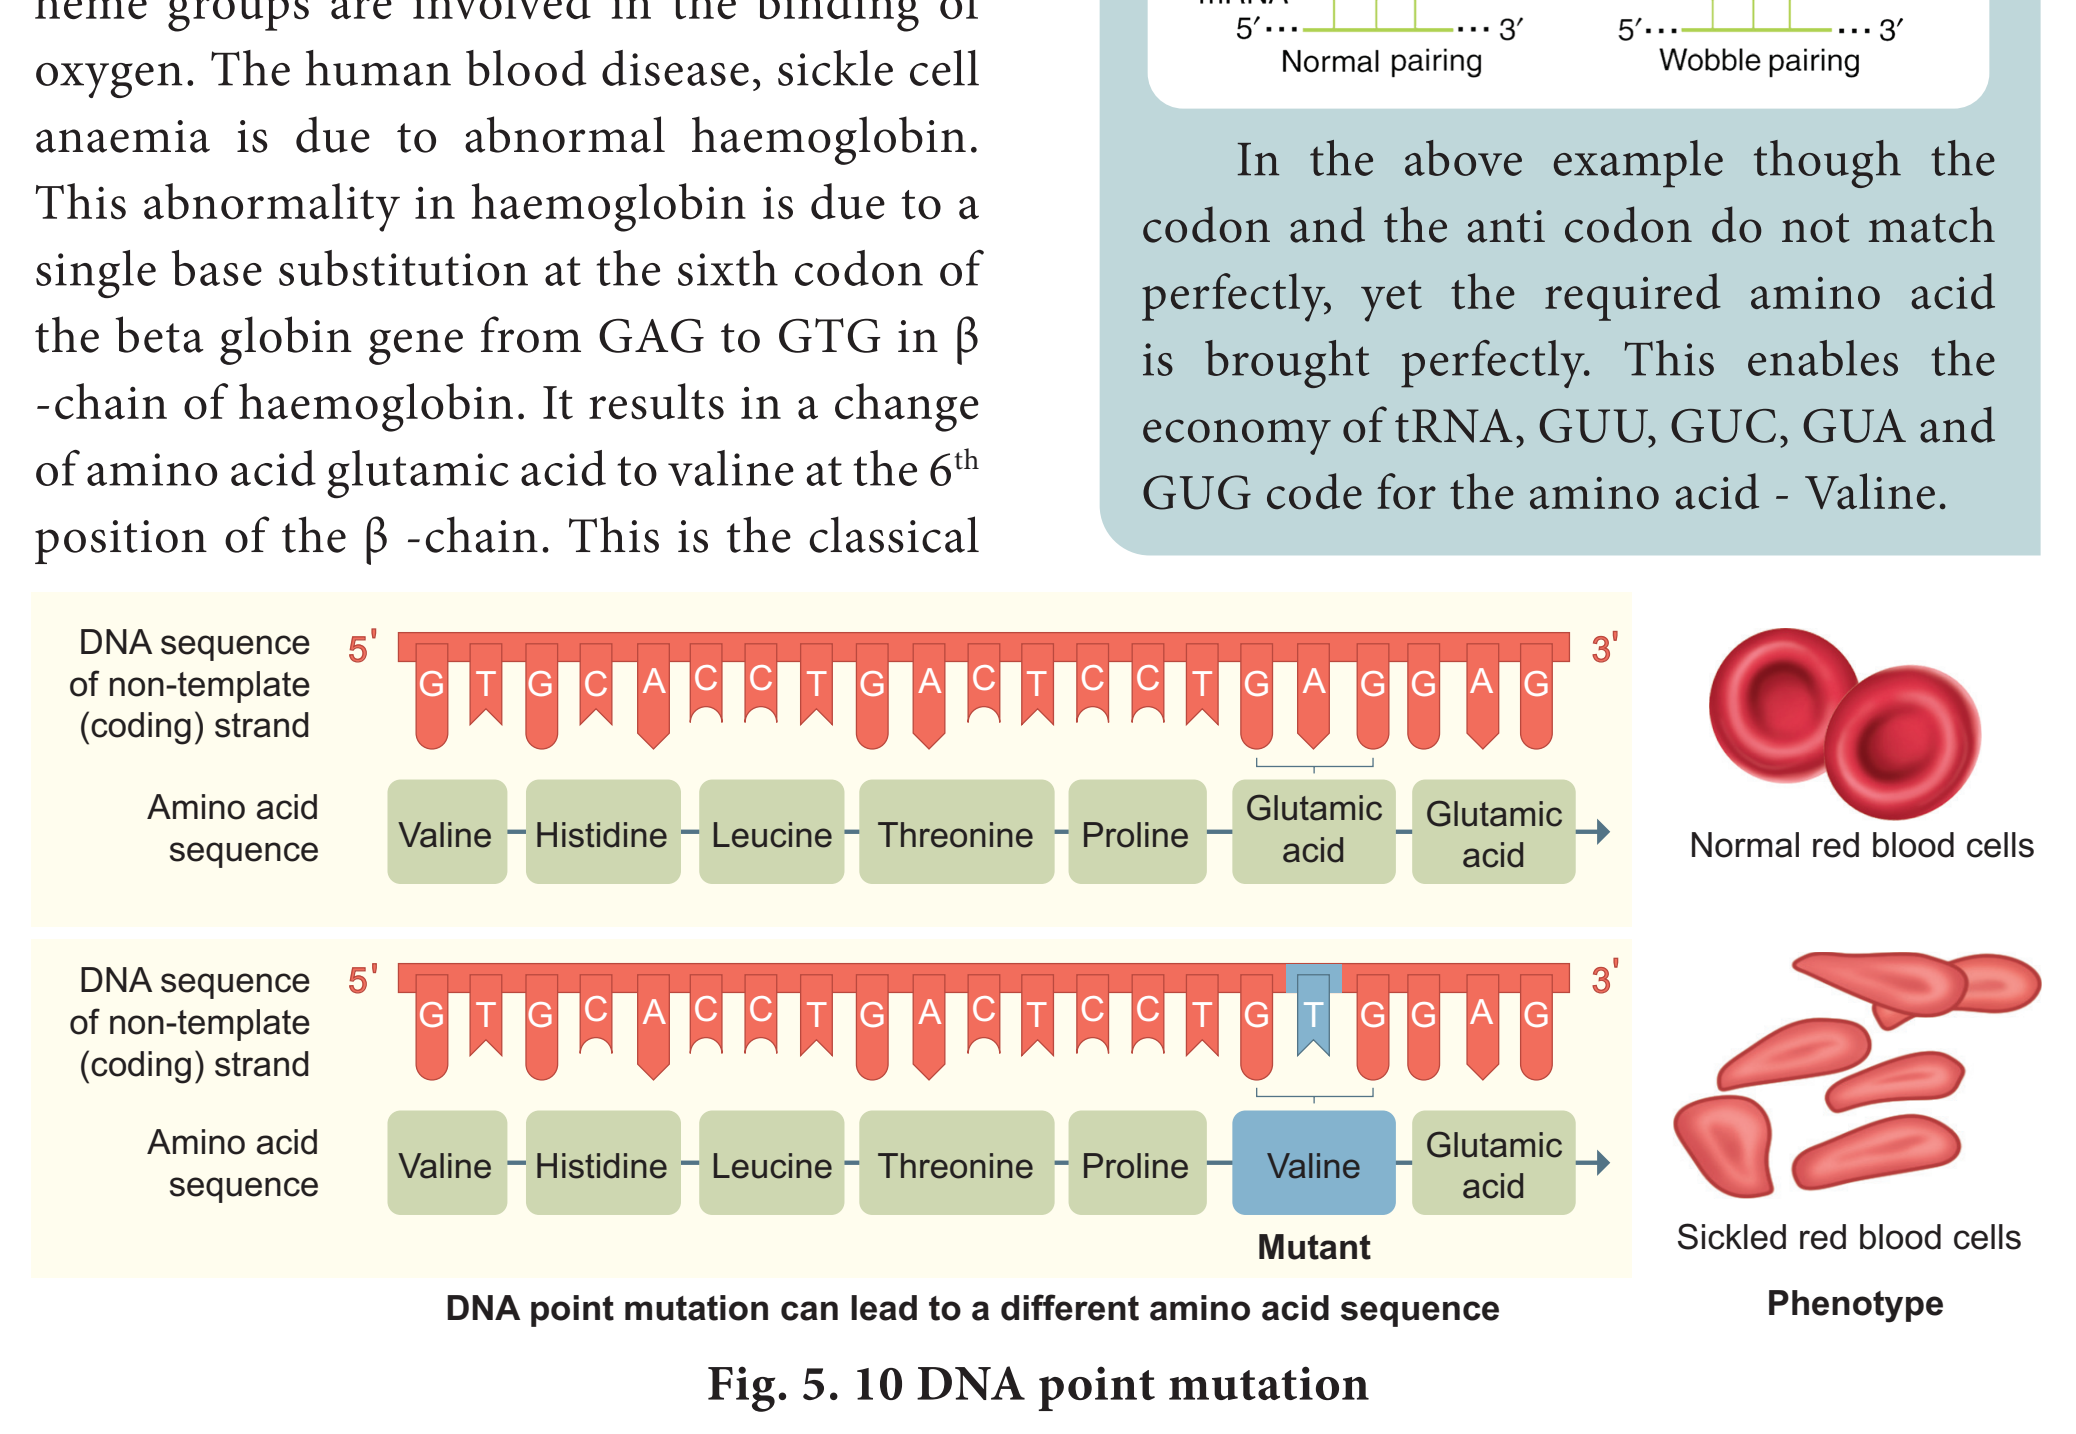 heme groups are involved in the binding of
oxygen. The human blood disease, sickle cell
anaemia is due to abnormal haemoglobin.
This abnormality in haemoglobin is due to a
single base substitution at the sixth codon of
the beta globin gene from GAG to GTG in β
-chain of haemoglobin. It results in a change
of amino acid glutamic acid to valine at the 6th
position of the β -chain. This is the classical
mRNA
5′··· ··· 3′ 5′··· ··· 3′
Normal pairing Wobble pairing
In the above example though the
codon and the anti codon do not match
perfectly, yet the required amino acid
is brought perfectly. This enables the
economy of tRNA, GUU, GUC, GUA and
GUG code for the amino acid - Valine.
DNA sequence
of non-template
(coding) strand
5' 3'
G T G C A C C T G A C T C C T G A G G A G
Amino acid
sequence
Valine Histidine Leucine Threonine Proline Glutamic acid Glutamic acid
Normal red blood cells
DNA sequence
of non-template
(coding) strand
5' 3'
G T G C A C C T G A C T C C T G T G G A G
Amino acid
sequence
Valine Histidine Leucine Threonine Proline Valine Glutamic acid
Mutant
Sickled red blood cells
DNA point mutation can lead to a different amino acid sequence
Phenotype
Fig. 5. 10 DNA point mutation